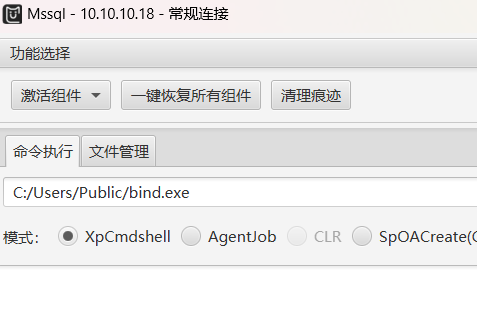 Mssql - 10.10.10.18 - 常规连接
功能选择
激活组件 一键恢复所有组件 清理痕迹
命令执行 文件管理
C:/Users/Public/bind.exe
模式： XpCmdshell AgentJob CLR SpOACreate(